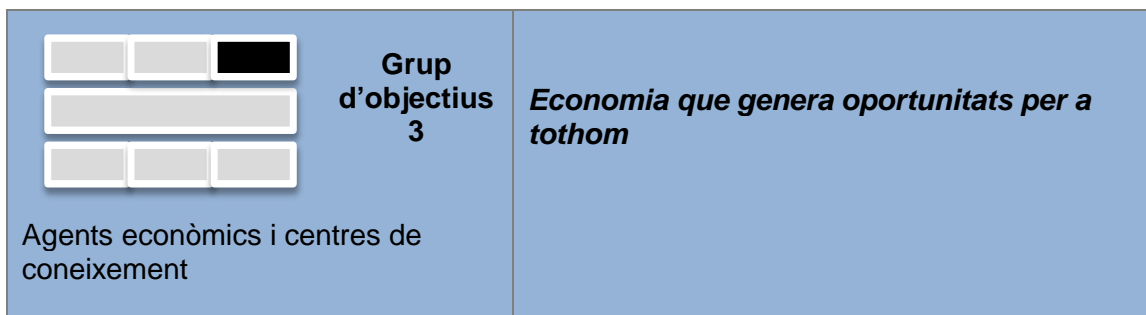 Grup
d’objectius
3
Agents econòmics i centres de
coneixement
Economia que genera oportunitats per a
tothom